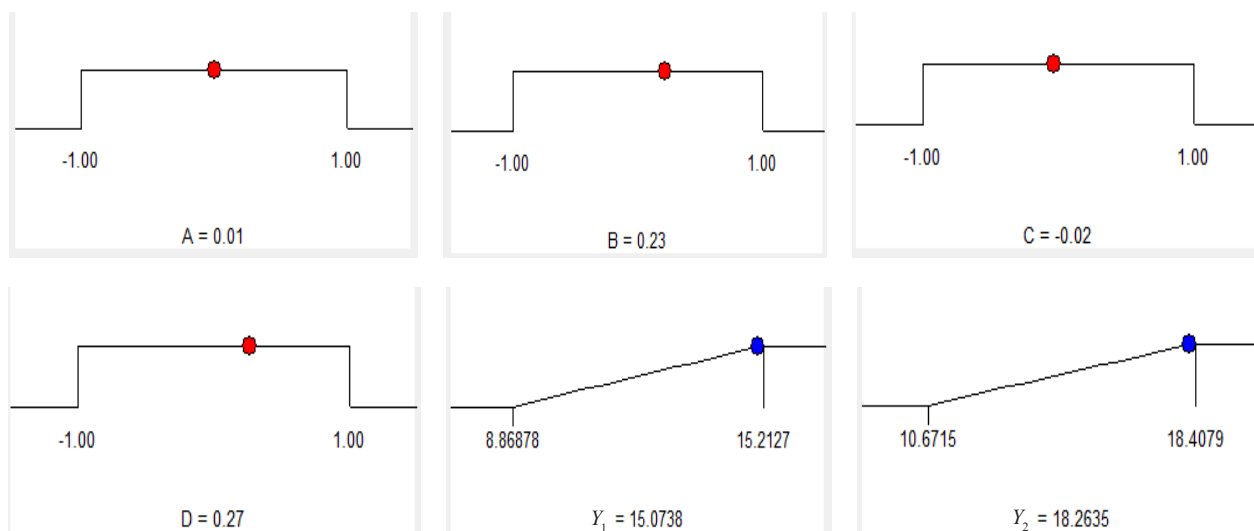 -1.00 1.00
A = 0.01
-1.00 1.00
B = 0.23
-1.00 1.00
C = -0.02
-1.00 1.00
D = 0.27
8.86878 15.2127
Y₁ = 15.0738
10.6715 18.4079
Y₂ = 18.2635